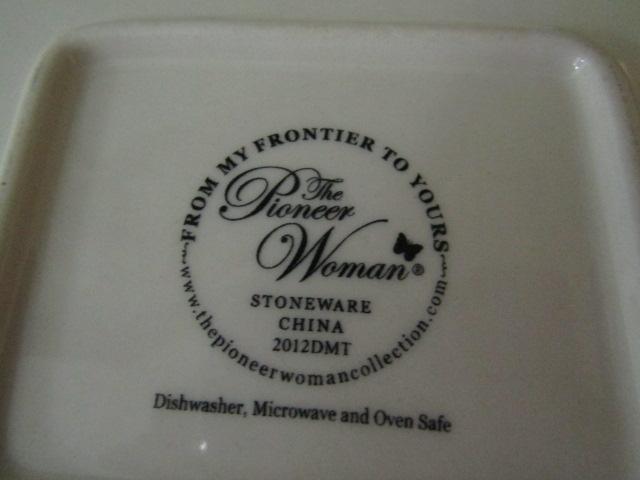 FROM MY FRONTIER TO YOURS
The
Pioneer
Woman®
STONEWARE
CHINA
2012DMT
www.thepioneerwomancollection.com
Dishwasher, Microwave and Oven Safe